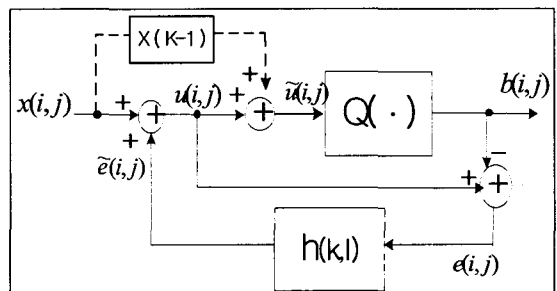 X(K-1)
x(i,j) + + u(i,j) + + + ũ(i,j) Q(·) b(i,j)
+ ẽ(i,j) − + +
h(k,l) e(i,j)